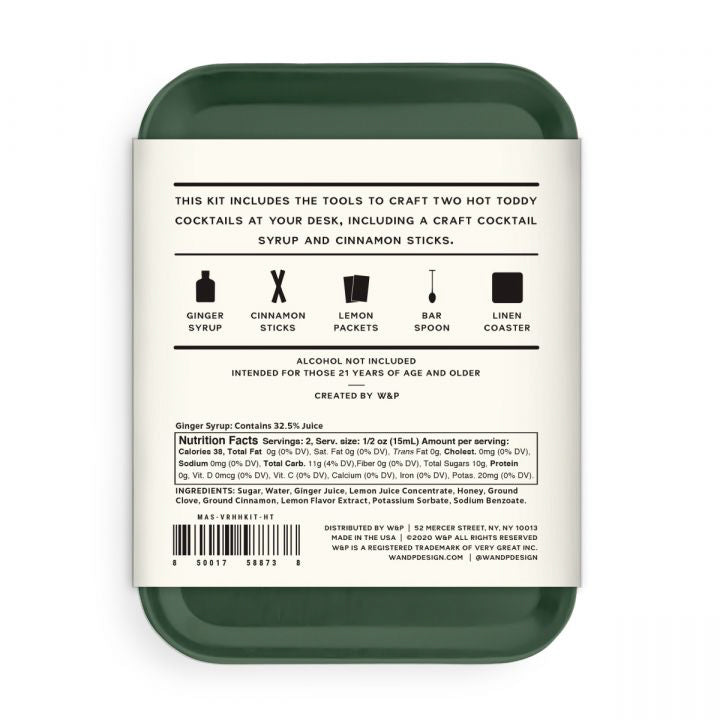 THIS KIT INCLUDES THE TOOLS TO CRAFT TWO HOT TODDY
COCKTAILS AT YOUR DESK, INCLUDING A CRAFT COCKTAIL
SYRUP AND CINNAMON STICKS.
GINGER SYRUP
CINNAMON STICKS
LEMON PACKETS
BAR SPOON
LINEN COASTER
ALCOHOL NOT INCLUDED
INTENDED FOR THOSE 21 YEARS OF AGE AND OLDER
CREATED BY W&P
Ginger Syrup: Contains 32.5% Juice
Nutrition Facts Servings: 2, Serv. size: 1/2 oz (15mL) Amount per serving:
Calories 38, Total Fat 0g (0% DV), Sat. Fat 0g (0% DV), Trans Fat 0g, Cholest. 0mg (0% DV),
Sodium 0mg (0% DV), Total Carb. 11g (4% DV),Fiber 0g (0% DV), Total Sugars 10g, Protein
0g, Vit. D 0mcg (0% DV), Vit. C (0% DV), Calcium (0% DV), Iron (0% DV), Potas. 20mg (0% DV).
INGREDIENTS: Sugar, Water, Ginger Juice, Lemon Juice Concentrate, Honey, Ground
Clove, Ground Cinnamon, Lemon Flavor Extract, Potassium Sorbate, Sodium Benzoate.
MAS-VRHHKIT-HT
8 50017 58873 8
DISTRIBUTED BY W&P | 52 MERCER STREET, NY, NY 10013
MADE IN THE USA | ©2020 W&P ALL RIGHTS RESERVED
W&P IS A REGISTERED TRADEMARK OF VERY GREAT INC.
WANDPDESIGN.COM | @WANDPDESIGN